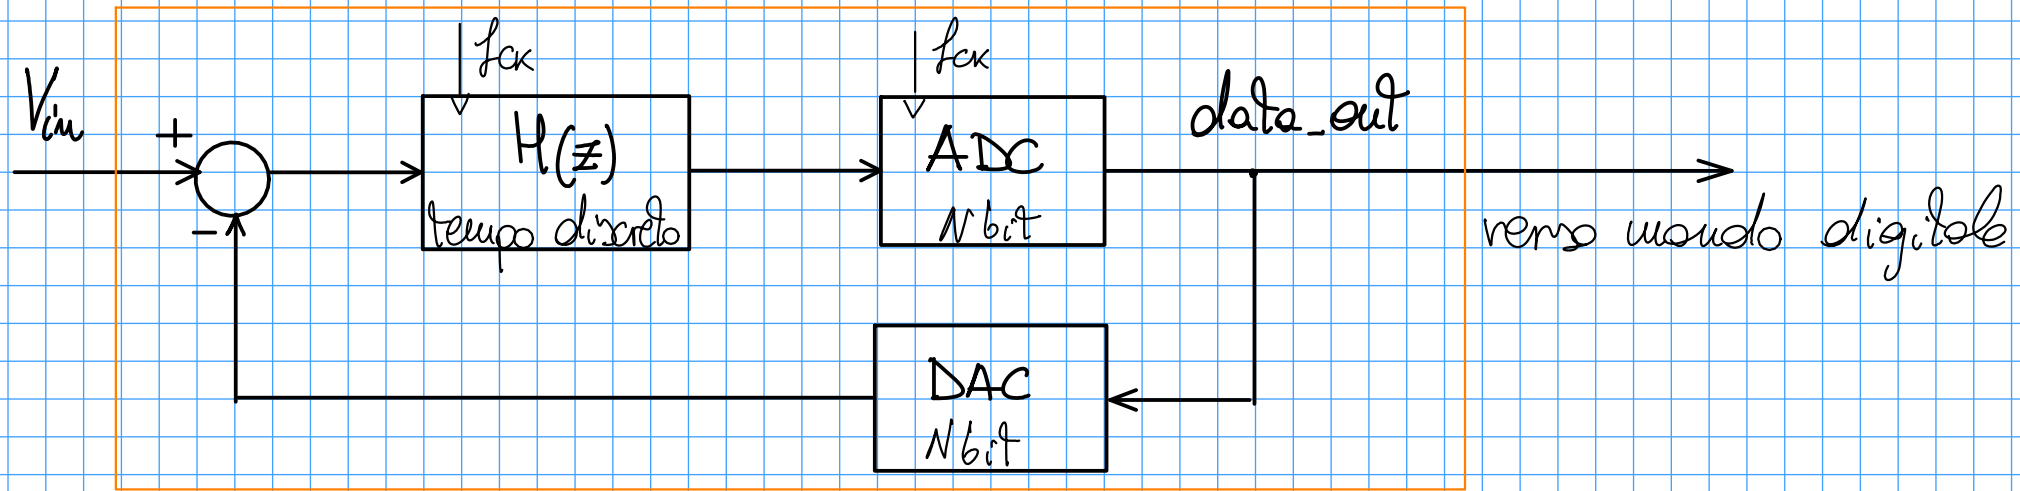 fck
fck
Vin
+
H(z)
ADC
data_out
tempo discreto
N bit
-
verso mondo digitale
DAC
N bit